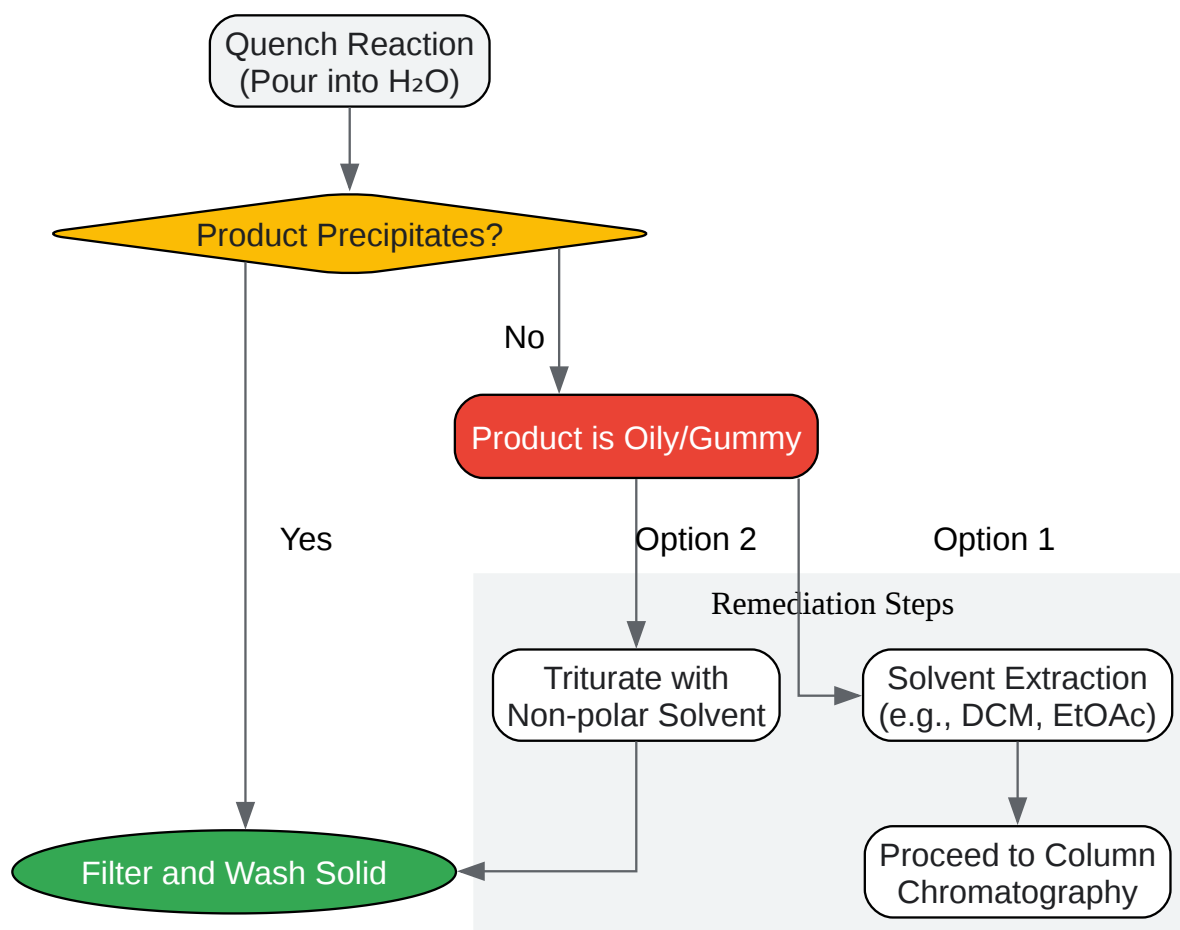 Quench Reaction
(Pour into H₂O)
Product Precipitates?
No
Product is Oily/Gummy
Yes
Option 2
Option 1
Remediation Steps
Triturate with
Non-polar Solvent
Solvent Extraction
(e.g., DCM, EtOAc)
Filter and Wash Solid
Proceed to Column
Chromatography